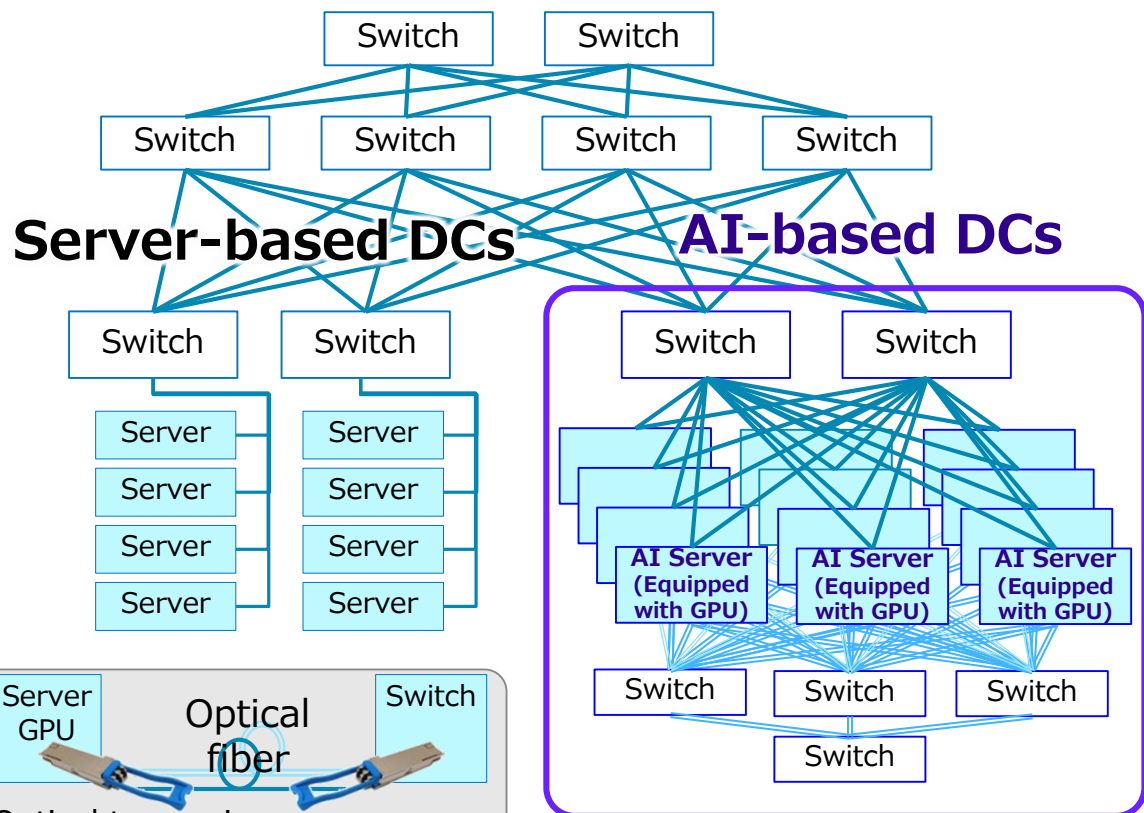 Switch
Switch
Switch
Switch
Switch
Switch
Server-based DCs
AI-based DCs
Switch
Switch
Switch
Switch
Server
Server
Server
Server
Server
Server
Server
Server
AI Server
(Equipped
with GPU)
AI Server
(Equipped
with GPU)
AI Server
(Equipped
with GPU)
Switch
Switch
Switch
Switch
Server
GPU
Optical
fiber
Switch